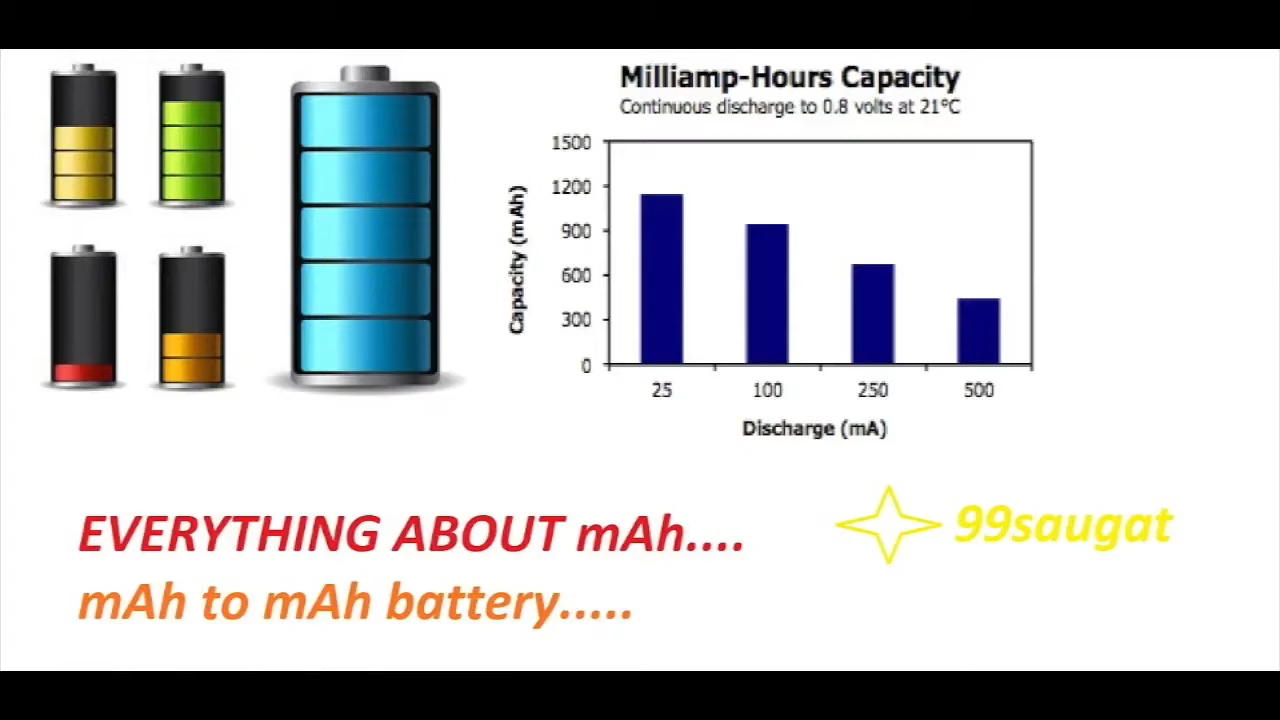 Milliamp-Hours Capacity
Continuous discharge to 0.8 volts at 21°C
Capacity (mAh)
1500
1200
900
600
300
0
25 100 250 500
Discharge (mA)
EVERYTHING ABOUT mAh....
99saugat
mAh to mAh battery.....